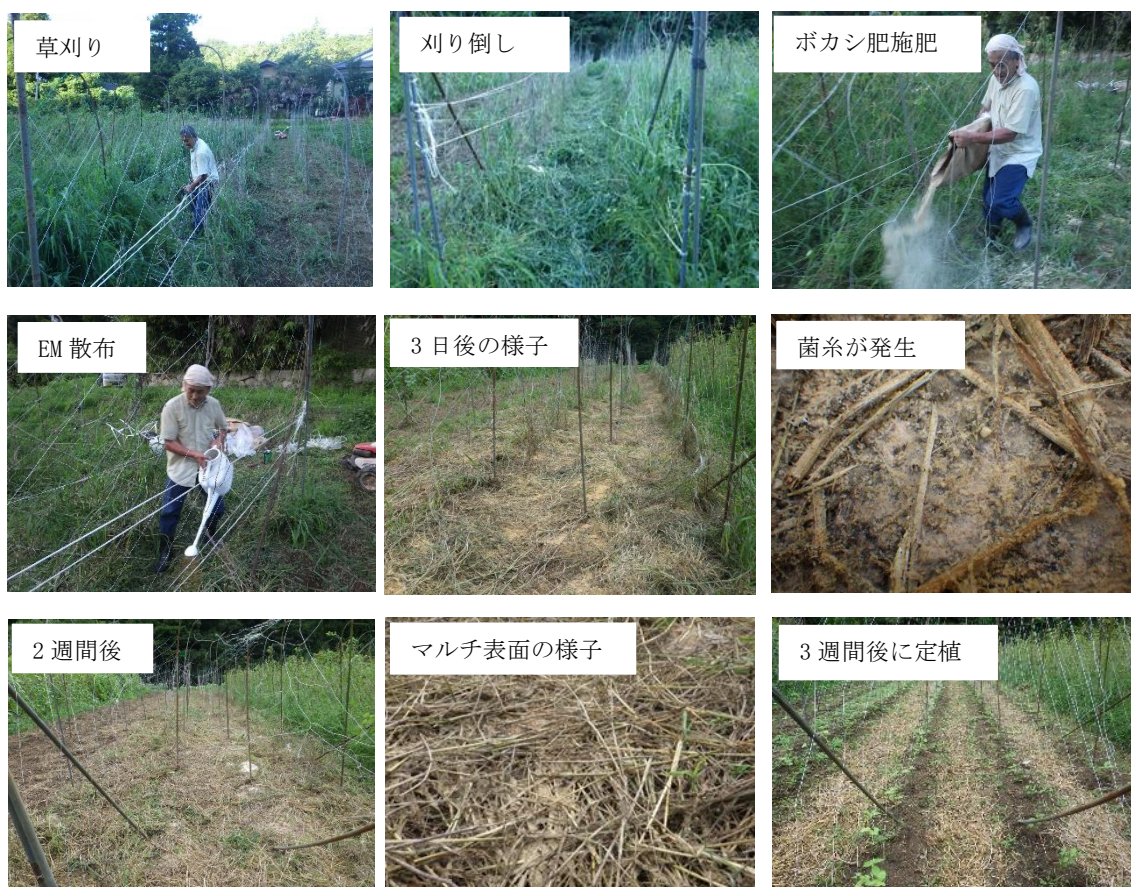 草刈り
刈り倒し
ボカシ肥施肥
EM 散布
3 日後の様子
菌糸が発生
2 週間後
マルチ表面の様子
3 週間後に定植